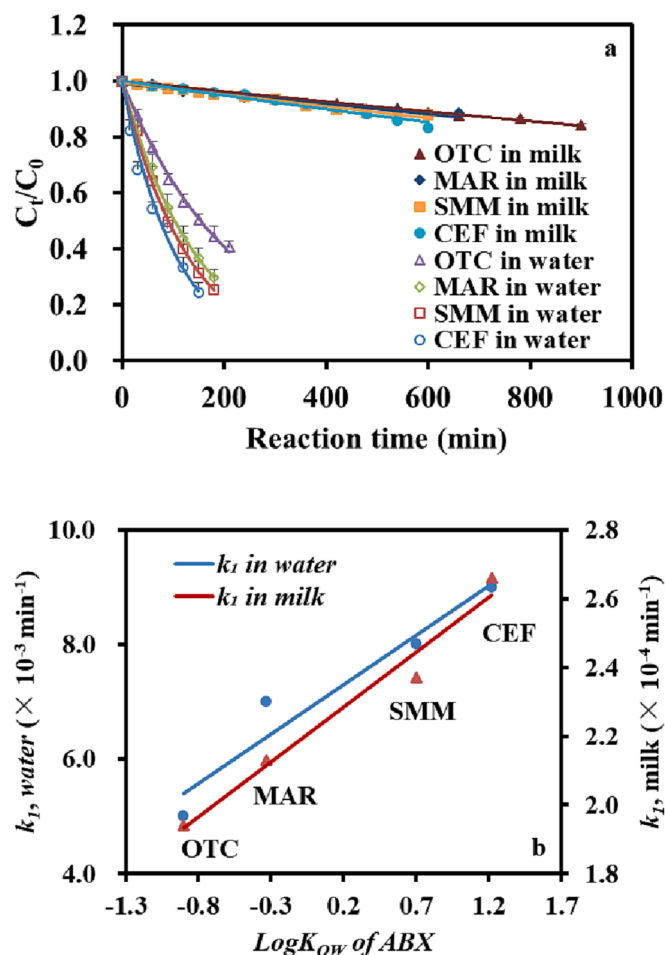 a
1.2
1.0
0.8
0.6
0.4
0.2
0.0
Cₜ/C₀
OTC in milk
MAR in milk
SMM in milk
CEF in milk
OTC in water
MAR in water
SMM in water
CEF in water
0 200 400 600 800 1000
Reaction time (min)
10.0
8.0
6.0
4.0
k₁, water (× 10⁻³ min⁻¹)
k₁ in water
k₁ in milk
CEF
SMM
MAR
OTC
b
2.8
2.6
2.4
2.2
2.0
1.8
k₁, milk (× 10⁻⁴ min⁻¹)
-1.3 -0.8 -0.3 0.2 0.7 1.2 1.7
LogK_OW of ABX